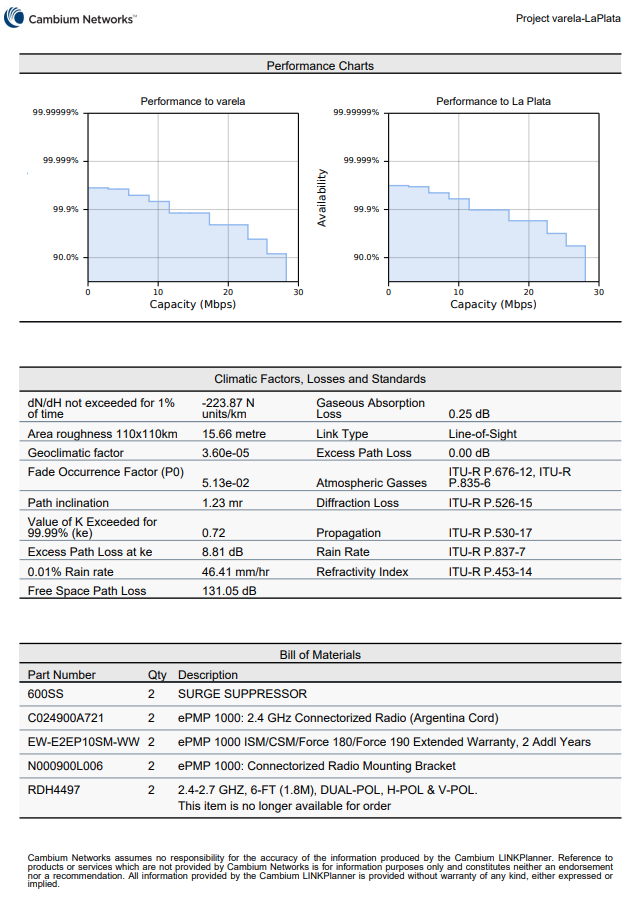 Cambium Networks™
Project varela-LaPlata
Performance Charts
Performance to varela
99.99999%
99.999%
99.9%
90.0%
0
10
20
30
Capacity (Mbps)
Performance to La Plata
Availability
99.99999%
99.999%
99.9%
90.0%
0
10
20
30
Capacity (Mbps)
Climatic Factors, Losses and Standards
dN/dH not exceeded for 1% of time
-223.87 N units/km
Gaseous Absorption Loss
0.25 dB
Area roughness 110x110km
15.66 metre
Link Type
Line-of-Sight
Geoclimatic factor
3.60e-05
Excess Path Loss
0.00 dB
Fade Occurrence Factor (P0)
5.13e-02
Atmospheric Gasses
ITU-R P.676-12, ITU-R P.835-6
Path inclination
1.23 mr
Diffraction Loss
ITU-R P.526-15
Value of K Exceeded for 99.99% (ke)
0.72
Propagation
ITU-R P.530-17
Excess Path Loss at ke
8.81 dB
Rain Rate
ITU-R P.837-7
0.01% Rain rate
46.41 mm/hr
Refractivity Index
ITU-R P.453-14
Free Space Path Loss
131.05 dB
Bill of Materials
Part Number Qty Description
600SS 2 SURGE SUPPRESSOR
C024900A721 2 ePMP 1000: 2.4 GHz Connectorized Radio (Argentina Cord)
EW-E2EP10SM-WW 2 ePMP 1000 ISM/CSM/Force 180/Force 190 Extended Warranty, 2 Addl Years
N000900L006 2 ePMP 1000: Connectorized Radio Mounting Bracket
RDH4497 2 2.4-2.7 GHZ, 6-FT (1.8M), DUAL-POL, H-POL & V-POL.
This item is no longer available for order
Cambium Networks assumes no responsibility for the accuracy of the information produced by the Cambium LINKPlanner. Reference to
products or services which are not provided by Cambium Networks is for information purposes only and constitutes neither an endorsement
nor a recommendation. All information provided by the Cambium LINKPlanner is provided without warranty of any kind, either expressed or
implied.